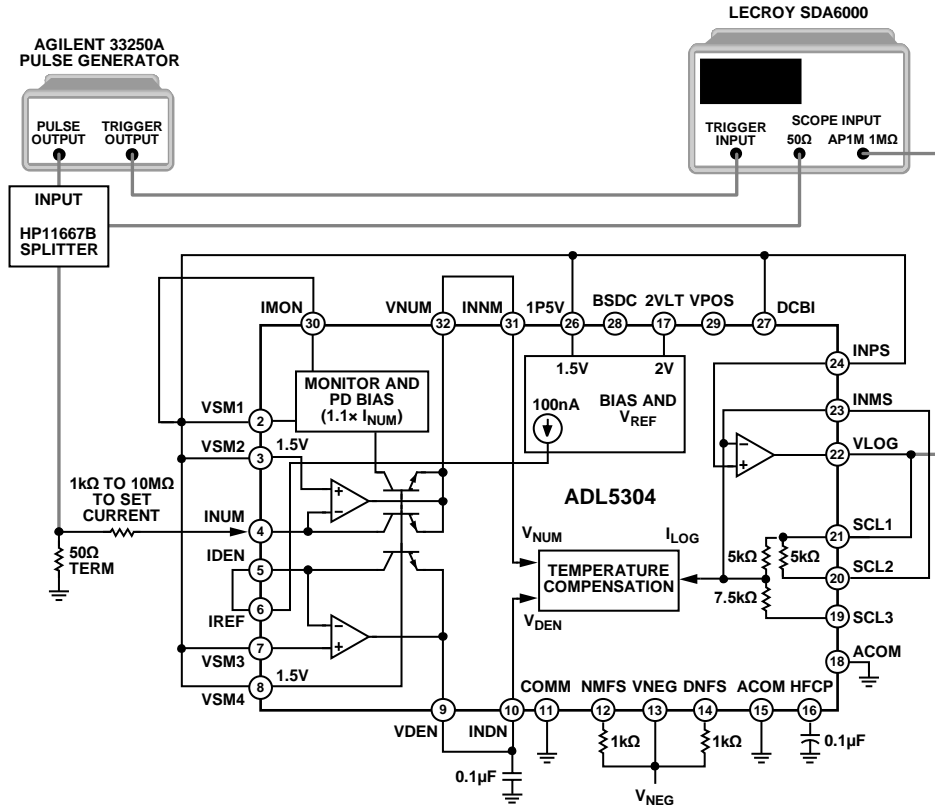 LECROY SDA6000
AGILENT 33250A
PULSE GENERATOR
PULSE
OUTPUT
TRIGGER
OUTPUT
TRIGGER
INPUT
SCOPE INPUT
50Ω
AP1M 1MΩ
INPUT
HP11667B
SPLITTER
IMON
VNUM
INNM
1P5V
BSDC
2VLT
VPOS
DCBI
30
32
31
26
28
17
29
27
24
INPS
MONITOR AND
PD BIAS
(1.1× INUM)
1.5V
2V
100nA
BIAS AND
VREF
VSM1
2
23
INMS
VSM2
3
1.5V
22
VLOG
1kΩ TO 10MΩ
TO SET
CURRENT
ADL5304
INUM
4
50Ω
TERM
IDEN
5
VNUM
ILOG
21
SCL1
5kΩ
5kΩ
TEMPERATURE
COMPENSATION
20
SCL2
7.5kΩ
6
IREF
VDEN
19
SCL3
7
VSM3
18
ACOM
8
1.5V
VSM4
COMM
NMFS
VNEG
DNFS
ACOM
HFCP
9
10
11
12
13
14
15
16
VDEN
INDN
1kΩ
1kΩ
0.1µF
0.1µF
VNEG